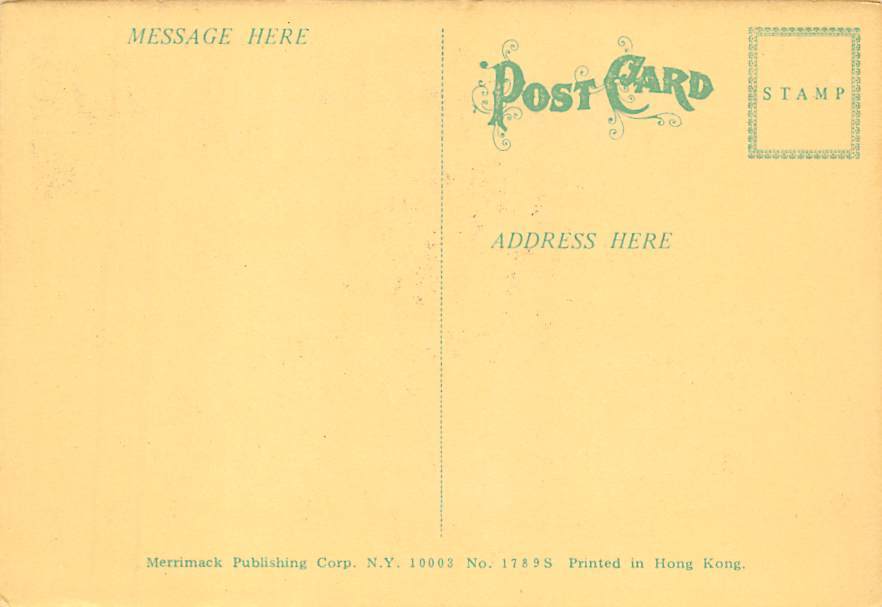 MESSAGE HERE
POST CARD
STAMP
ADDRESS HERE
Merrimack Publishing Corp. N.Y. 10003 No. 1789S Printed in Hong Kong.